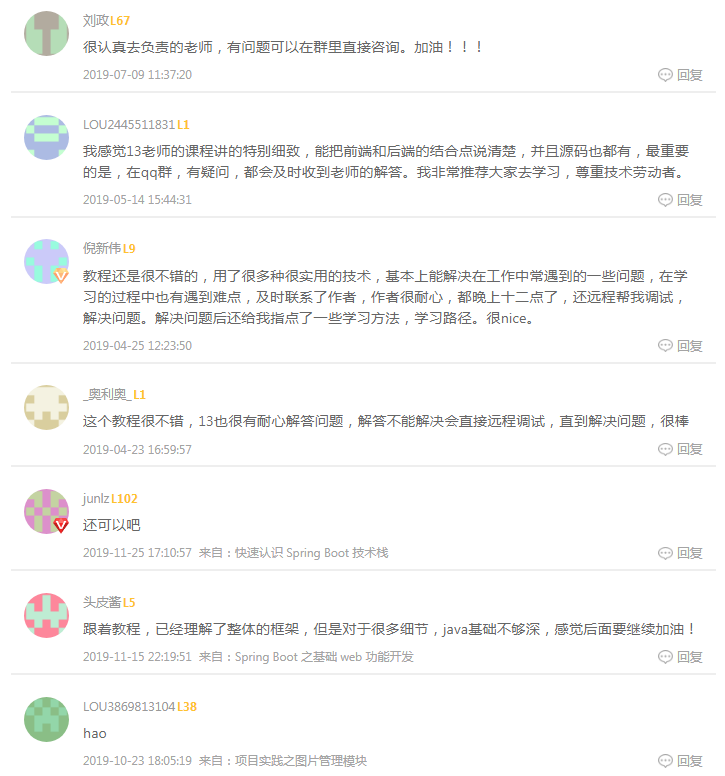 刘政L67
很认真去负责的老师，有问题可以在群里直接咨询。加油！！！
2019-07-09 11:37:20 回复
LOU2445511831L1
我感觉13老师的课程讲的特别细致，能把前端和后端的结合点说清楚，并且源码也都有，最重要
的是，在qq群，有疑问，都会及时收到老师的解答。我非常推荐大家去学习，尊重技术劳动者。
2019-05-14 15:44:31 回复
倪新伟L9
教程还是很不错的，用了很多种很实用的技术，基本上能解决在工作中常遇到的一些问题，在学
习的过程中也有遇到难点，及时联系了作者，作者很耐心，都晚上十二点了，还远程帮我调试，
解决问题。解决问题后还给我指点了一些学习方法，学习路径。很nice。
2019-04-25 12:23:50 回复
_奥利奥_L1
这个教程很不错，13也很有耐心解答问题，解答不能解决会直接远程调试，直到解决问题，很棒
2019-04-23 16:59:57 回复
junlzL102
还可以吧
2019-11-25 17:10:57 来自：快速认识 Spring Boot 技术栈 回复
头皮酱L5
跟着教程，已经理解了整体的框架，但是对于很多细节，java基础不够深，感觉后面要继续加油！
2019-11-15 22:19:51 来自：Spring Boot 之基础 web 功能开发 回复
LOU3869813104L38
hao
2019-10-23 18:05:19 来自：项目实践之图片管理模块 回复